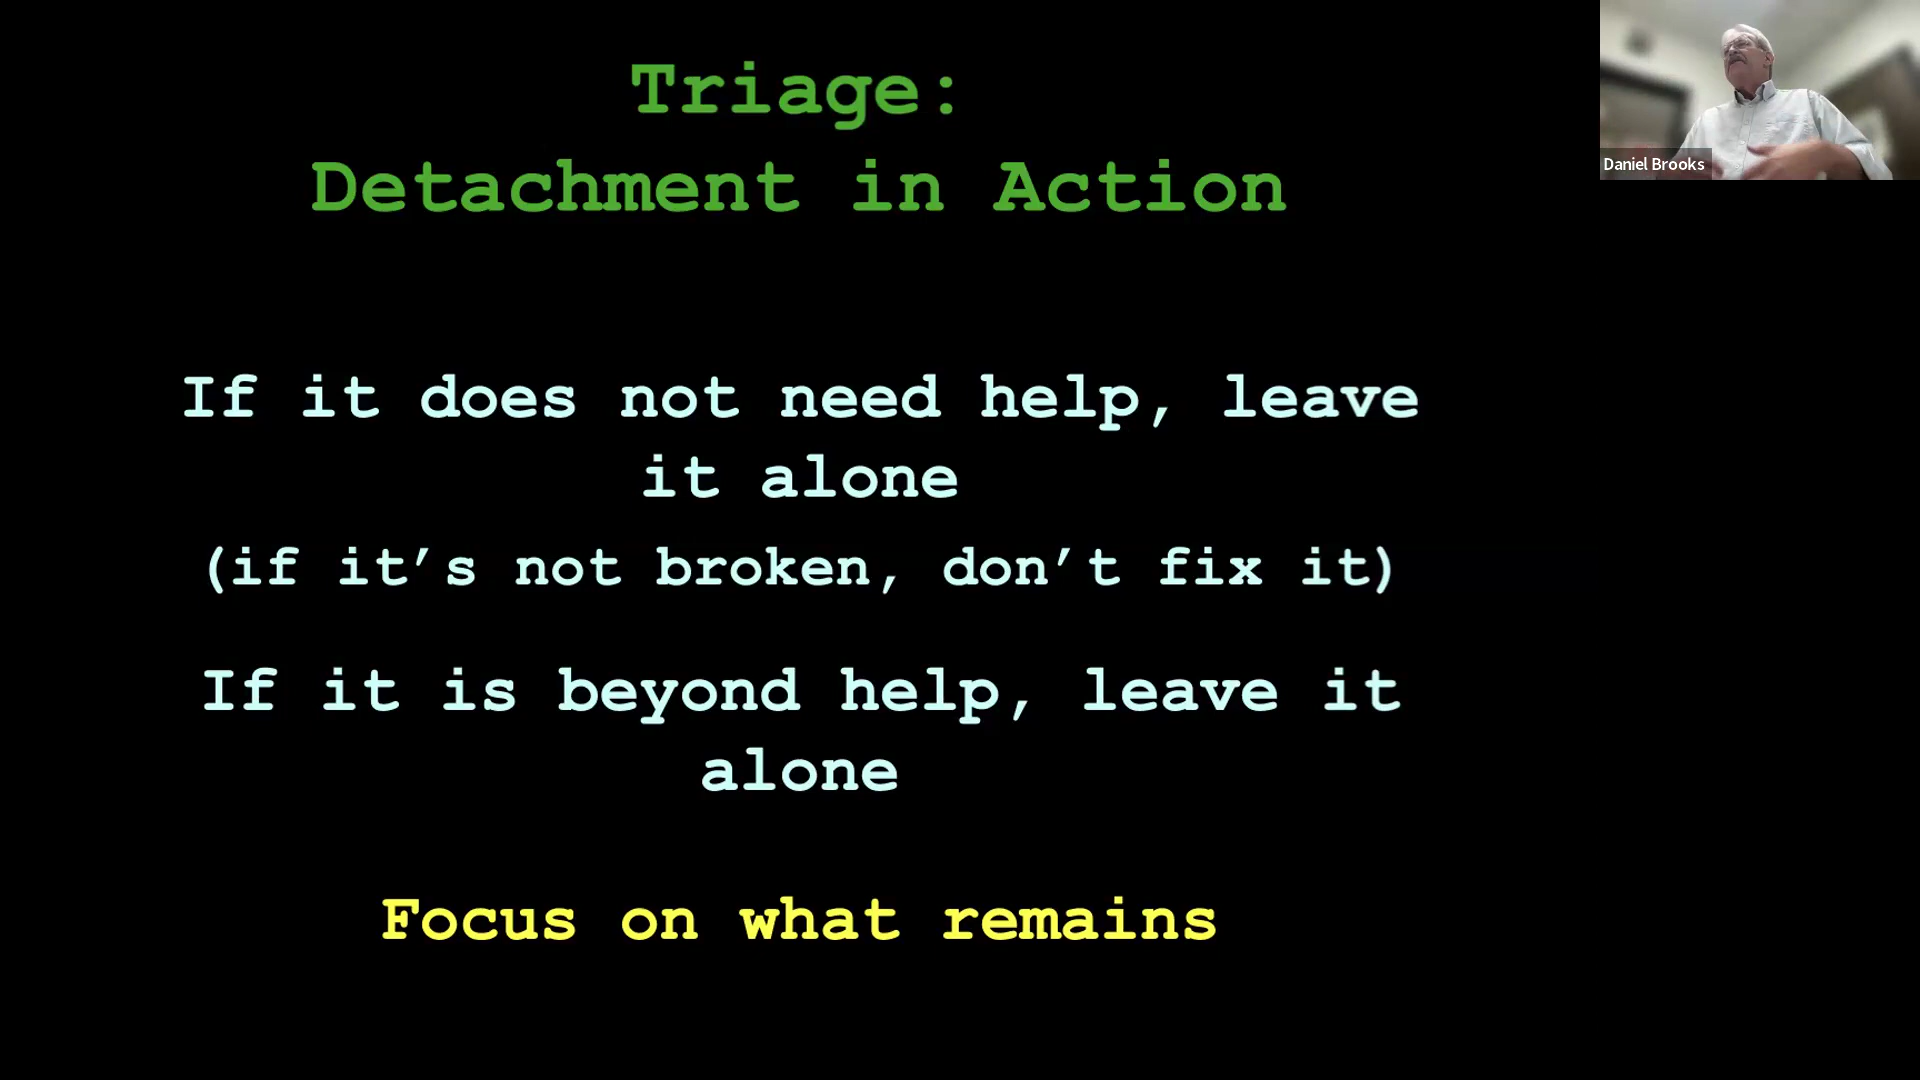 Triage:
Detachment in Action
If it does not need help, leave
it alone
(if it’s not broken, don’t fix it)
If it is beyond help, leave it
alone
Focus on what remains
Daniel Brooks